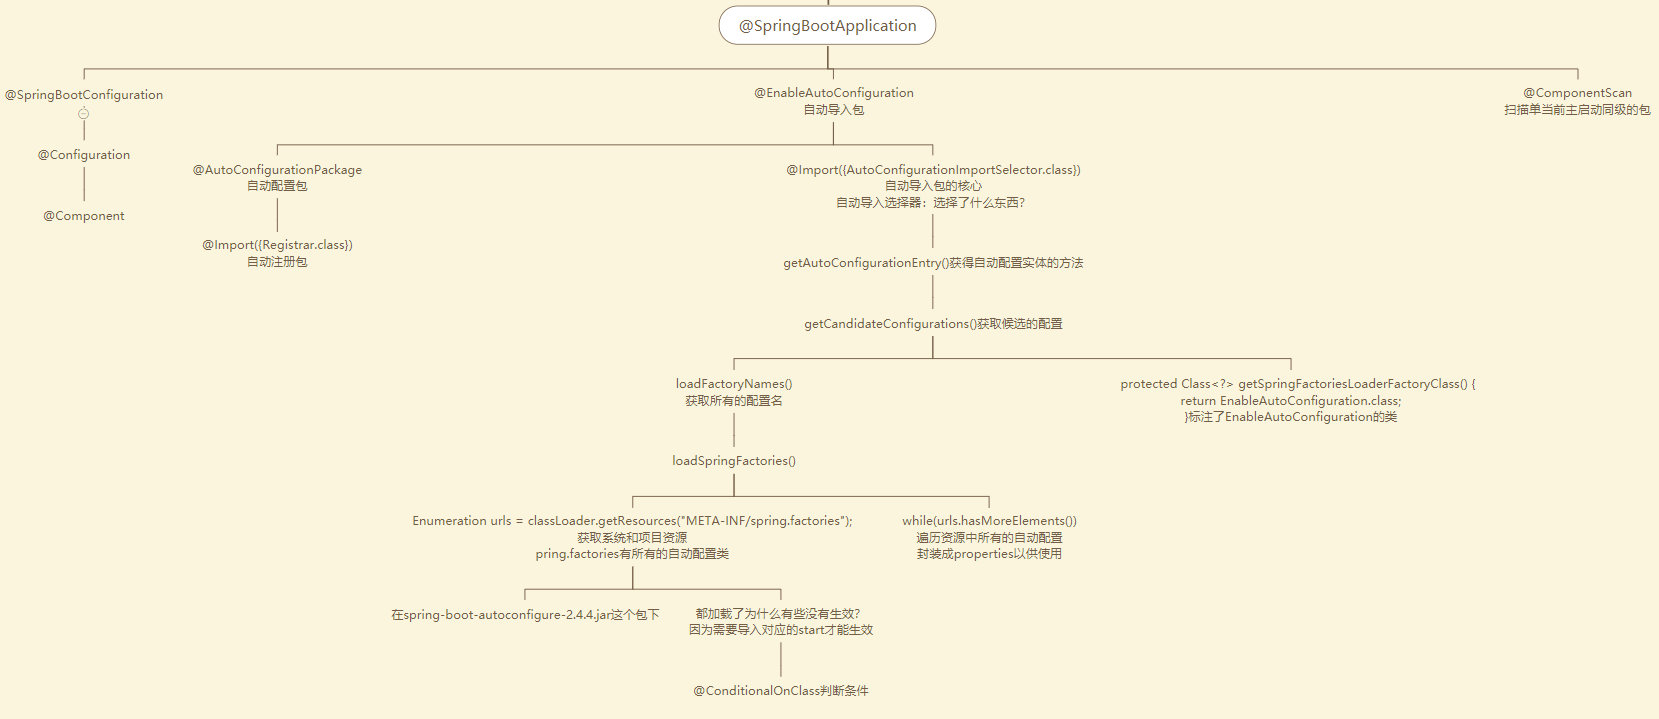 @SpringBootApplication
@SpringBootConfiguration
@Configuration
@Component
@EnableAutoConfiguration
自动导入包
@AutoConfigurationPackage
自动配置包
@Import({Registrar.class})
自动注册包
@Import({AutoConfigurationImportSelector.class})
自动导入包的核心
自动导入选择器：选择了什么东西？
getAutoConfigurationEntry()获得自动配置实体的方法
getCandidateConfigurations()获取候选的配置
loadFactoryNames()
获取所有的配置名
loadSpringFactories()
Enumeration urls = classLoader.getResources("META-INF/spring.factories");
获取系统和项目资源
pring.factories有所有的自动配置类
在spring-boot-autoconfigure-2.4.4.jar这个包下
都加载了为什么有些没有生效？
因为需要导入对应的start才能生效
@ConditionalOnClass判断条件
while(urls.hasMoreElements())
遍历资源中所有的自动配置
封装成properties以供使用
protected Class<?> getSpringFactoriesLoaderFactoryClass() {
return EnableAutoConfiguration.class;
}标注了EnableAutoConfiguration的类
@ComponentScan
扫描单当前主启动同级的包